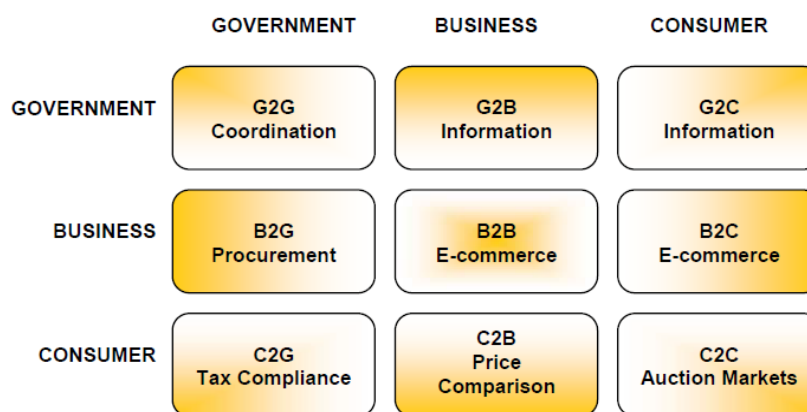 GOVERNMENT BUSINESS CONSUMER
GOVERNMENT
G2G
Coordination
G2B
Information
G2C
Information
BUSINESS
B2G
Procurement
B2B
E-commerce
B2C
E-commerce
CONSUMER
C2G
Tax Compliance
C2B
Price
Comparison
C2C
Auction Markets